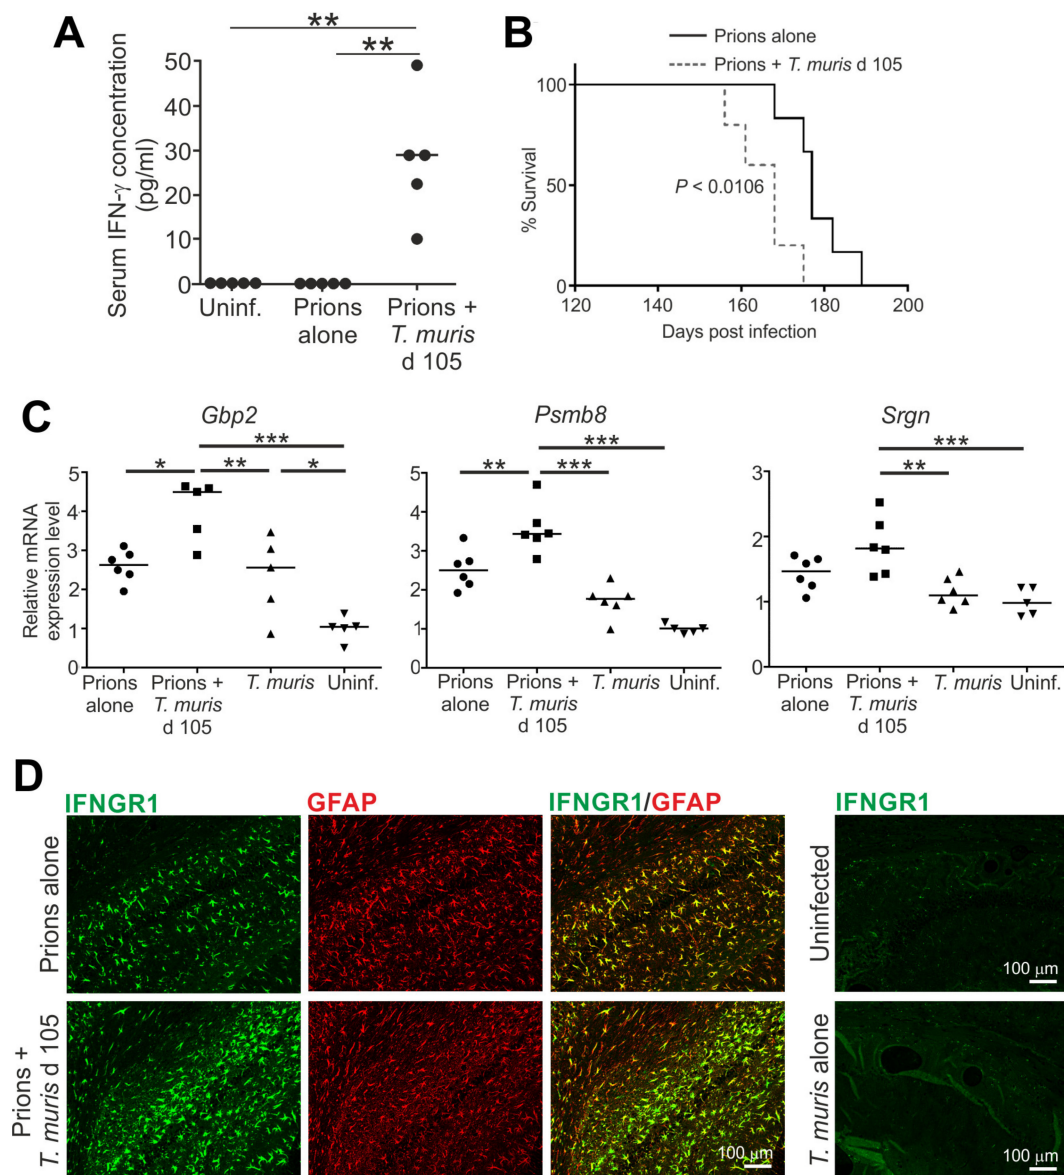 A
**
**
Serum IFN-γ concentration
(pg/ml)
50
40
30
20
10
0
Uninf.
Prions
alone
Prions +
T. muris
d 105
B
Prions alone
Prions + T. muris d 105
% Survival
100
50
0
P < 0.0106
120
140
160
180
200
Days post infection
C
Gbp2
***
*
**
*
Relative mRNA
expression level
5
4
3
2
1
0
Prions
alone
Prions +
T. muris
d 105
T. muris
Uninf.
Psmb8
***
**
***
5
4
3
2
1
0
Prions
alone
Prions +
T. muris
d 105
T. muris
Uninf.
Srgn
***
**
3
2
1
0
Prions
alone
Prions +
T. muris
d 105
T. muris
Uninf.
D
IFNGR1
GFAP
IFNGR1/GFAP
IFNGR1
Prions alone
Uninfected
100 µm
Prions +
T. muris d 105
100 µm
T. muris alone
100 µm